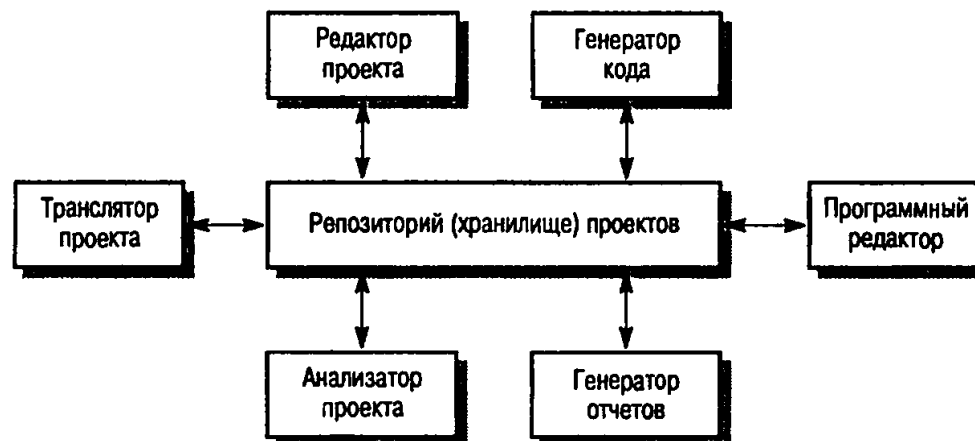 Редактор
проекта
Генератор
кода
Транслятор
проекта
Репозиторий (хранилище) проектов
Программный
редактор
Анализатор
проекта
Генератор
отчетов